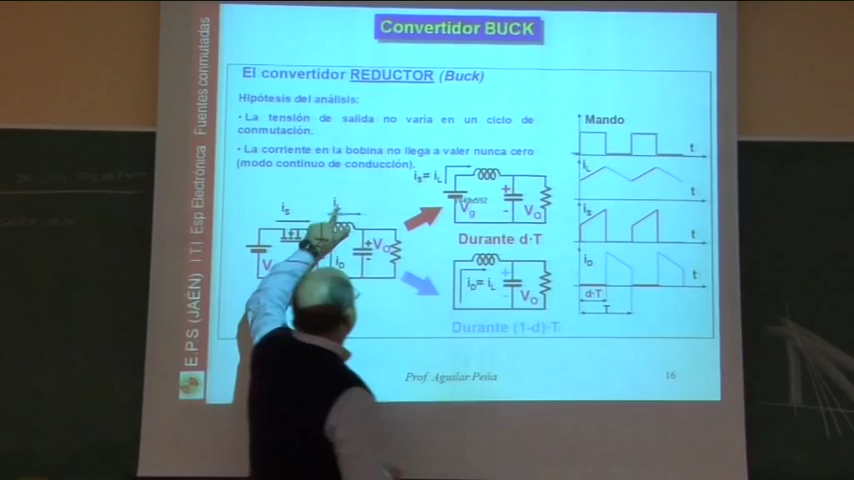 Convertidor BUCK
El convertidor REDUCTOR (Buck)
Hipótesis del análisis:
• La tensión de salida no varía en un ciclo de
conmutación.
• La corriente en la bobina no llega a valer nunca cero
(modo continuo de conducción).
E.P.S (JAEN) I T I Esp Electrónica Fuentes conmutadas
iS
iL
iD
+
-
VO
iS= iL
Vg
+
-
VO
Durante d·T
iD= iL
+
-
VO
Durante (1-d)·T
Mando
t
iL
t
iS
t
iD
t
d·T
T
Prof. Aguilar Peña
16